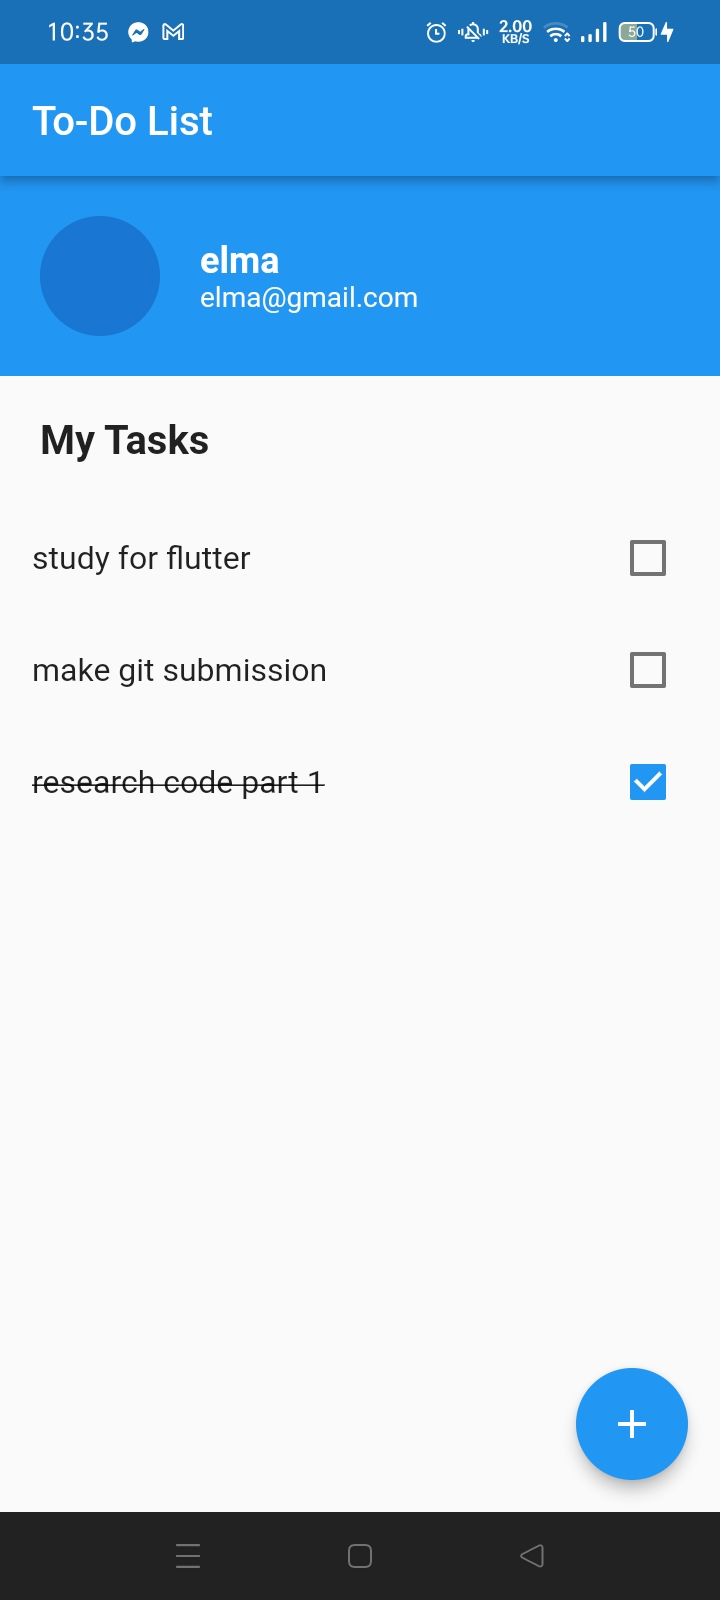 10:35
2.00
KB/S
50
To-Do List
elma
elma@gmail.com
My Tasks
study for flutter
make git submission
research code part 1